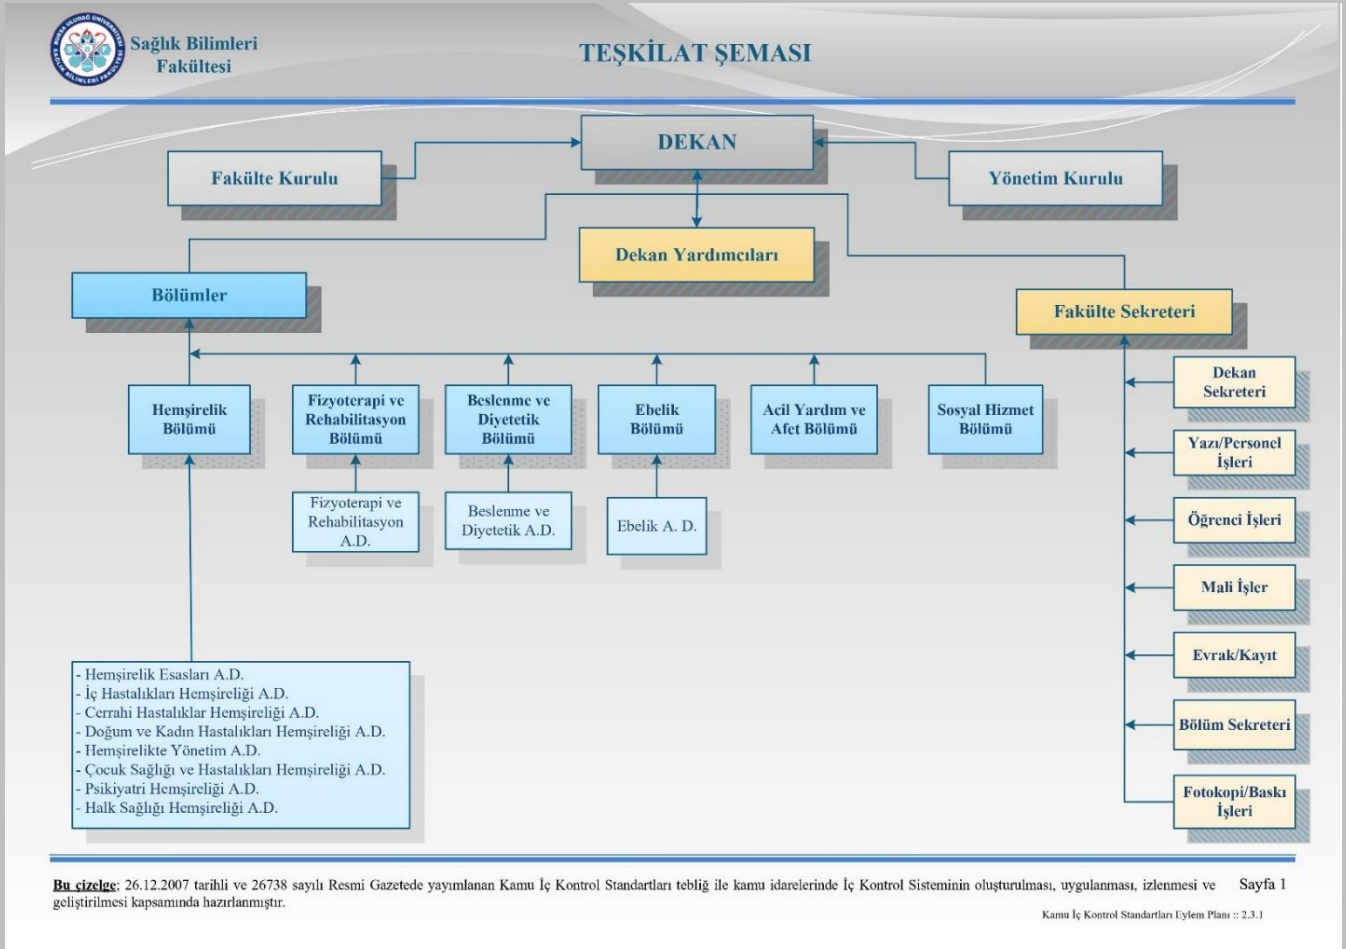 Sağlık Bilimleri
Fakültesi
TEŞKİLAT ŞEMASI
DEKAN
Fakülte Kurulu
Yönetim Kurulu
Dekan Yardımcıları
Bölümler
Fakülte Sekreteri
Hemşirelik
Bölümü
Fizyoterapi ve
Rehabilitasyon
Bölümü
Beslenme ve
Diyetetik
Bölümü
Ebelik
Bölümü
Acil Yardım ve
Afet Bölümü
Sosyal Hizmet
Bölümü
Fizyoterapi ve
Rehabilitasyon
A.D.
Beslenme ve
Diyetetik A.D.
Ebelik A. D.
- Hemşirelik Esasları A.D.
- İç Hastalıkları Hemşireliği A.D.
- Cerrahi Hastalıklar Hemşireliği A.D.
- Doğum ve Kadın Hastalıkları Hemşireliği A.D.
- Hemşirelikte Yönetim A.D.
- Çocuk Sağlığı ve Hastalıkları Hemşireliği A.D.
- Psikiyatri Hemşireliği A.D.
- Halk Sağlığı Hemşireliği A.D.
Dekan
Sekreteri
Yazı/Personel
İşleri
Öğrenci İşleri
Mali İşler
Evrak/Kayıt
Bölüm Sekreteri
Fotokopi/Baskı
İşleri
Bu çizelge; 26.12.2007 tarihli ve 26738 sayılı Resmi Gazetede yayımlanan Kamu İç Kontrol Standartları tebliğ ile kamu idarelerinde İç Kontrol Sisteminin oluşturulması, uygulanması, izlenmesi ve
geliştirilmesi kapsamında hazırlanmıştır.
Sayfa 1
Kamu İç Kontrol Standartları Eylem Planı :: 2.3.1